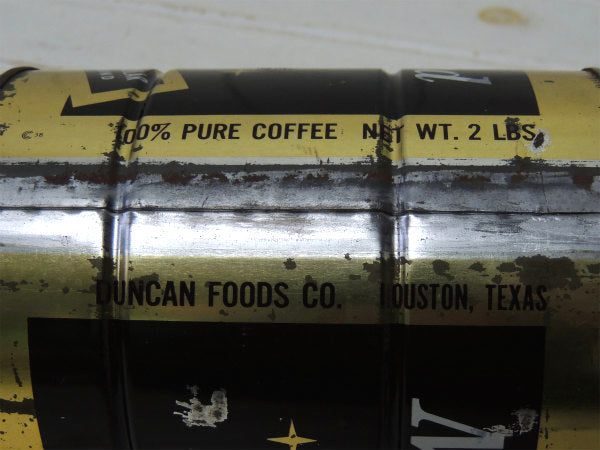 100% PURE COFFEE NET WT. 2 LBS.
DUNCAN FOODS CO. HOUSTON, TEXAS